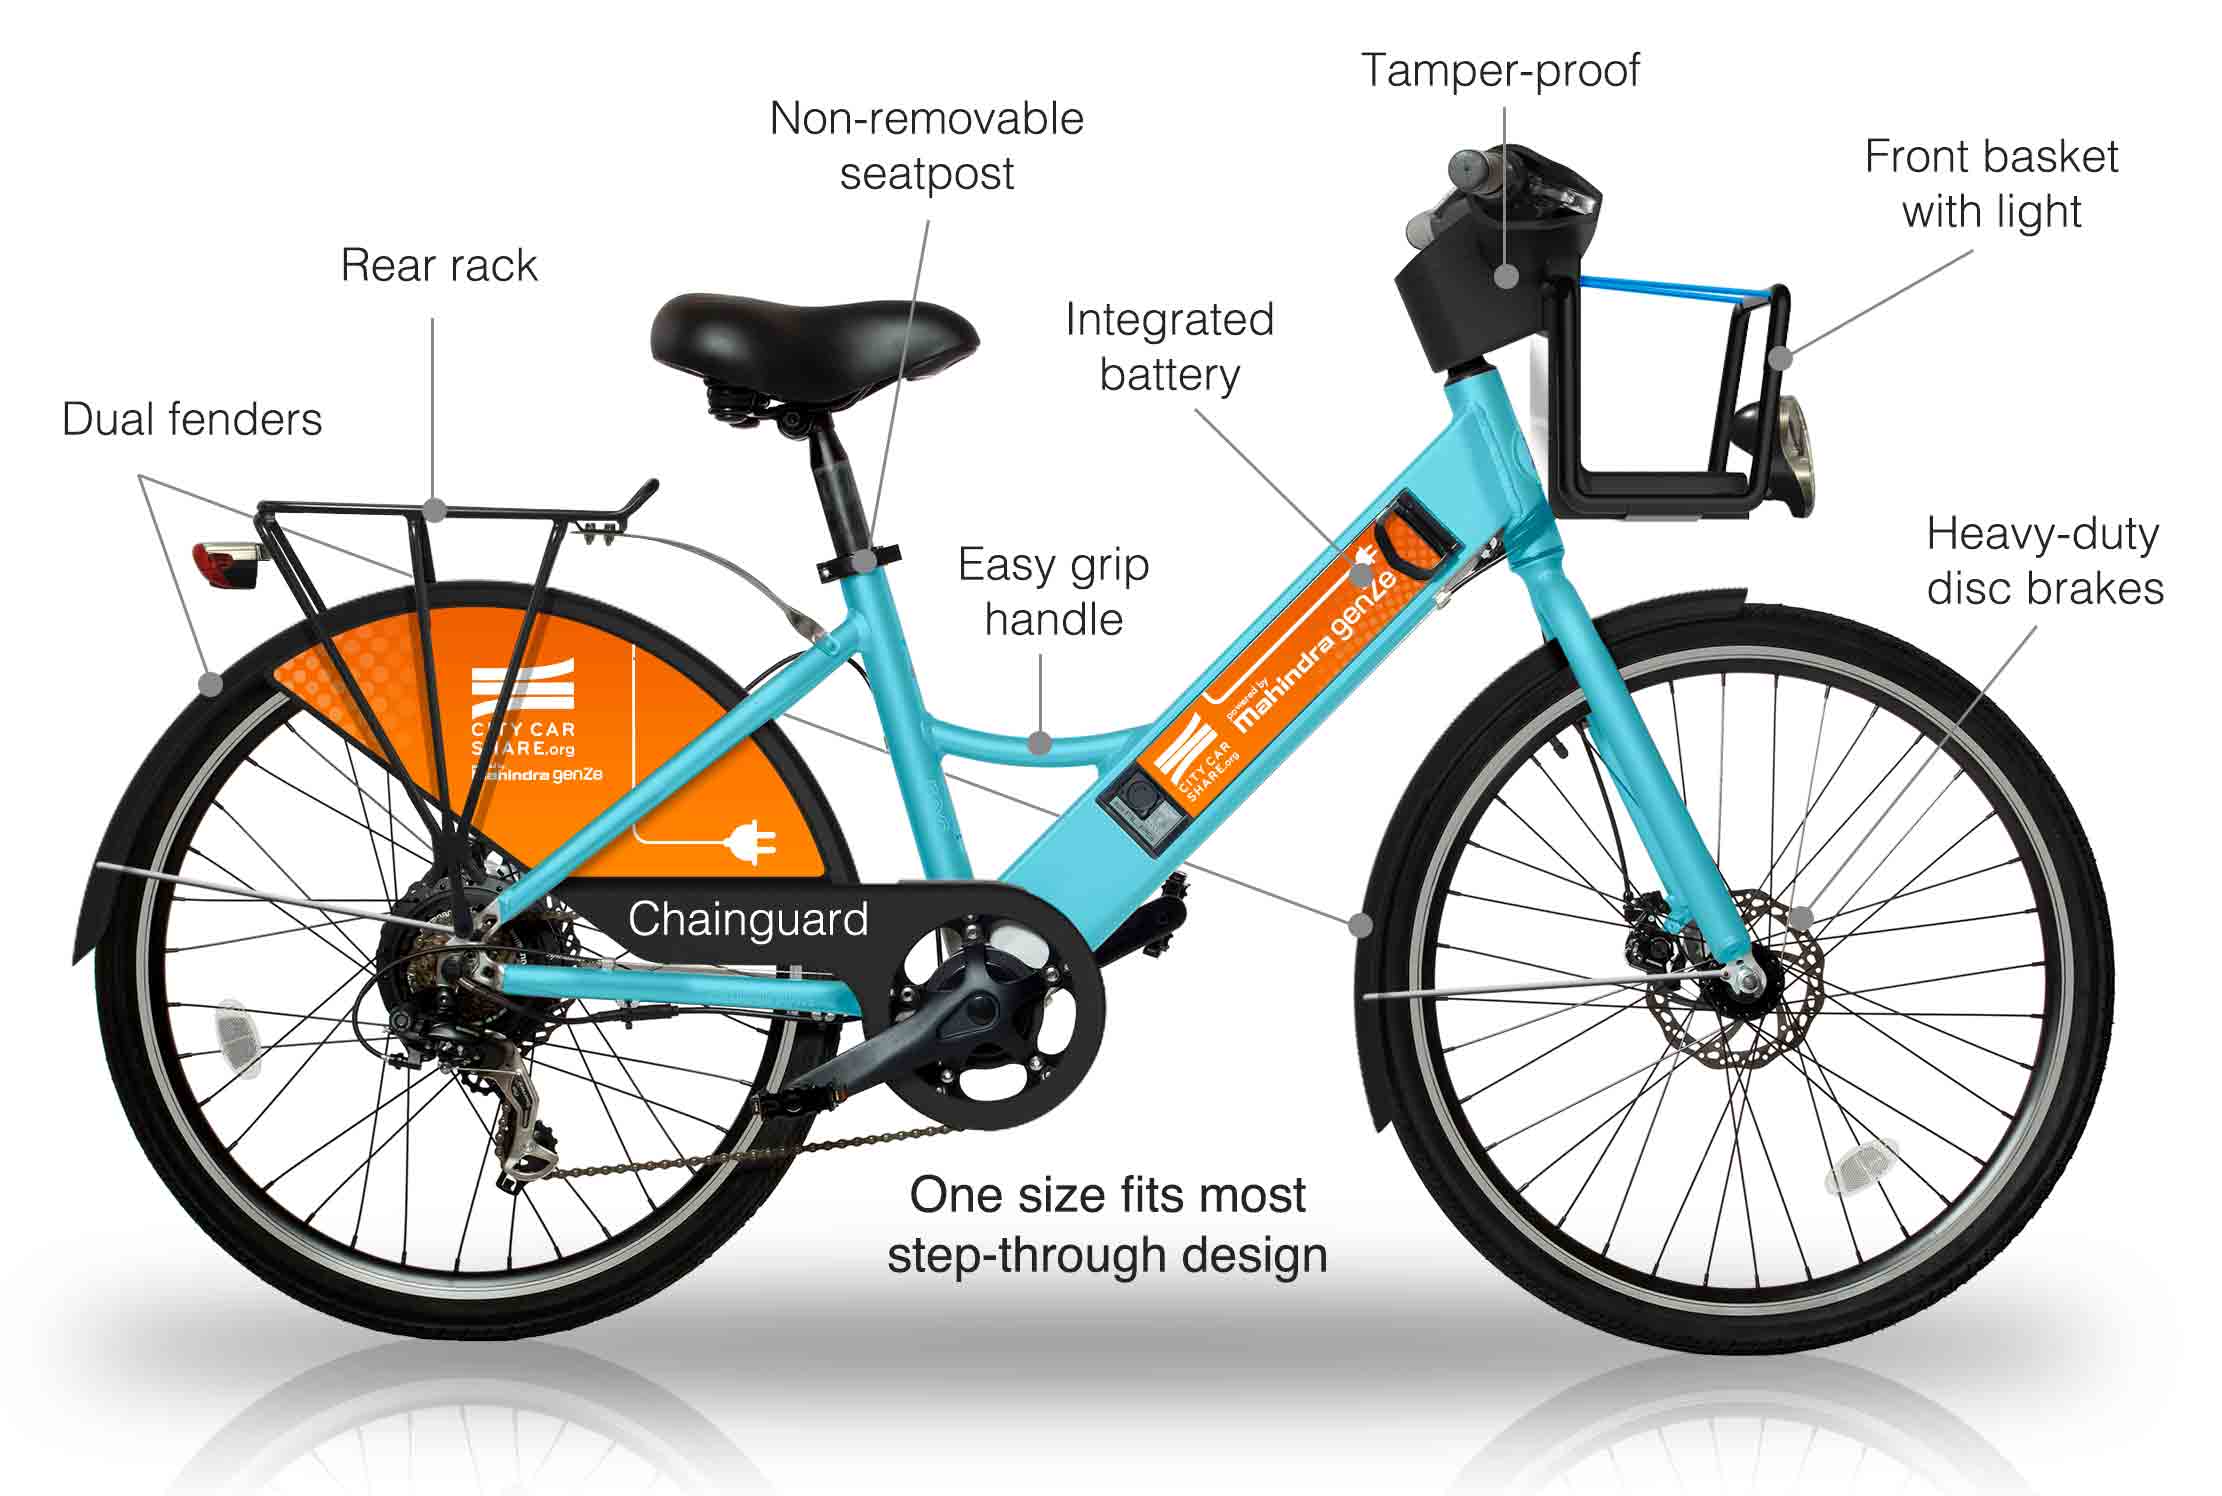 Tamper-proof
Non-removable
seatpost
Front basket
with light
Rear rack
Integrated
battery
Dual fenders
Easy grip
handle
Heavy-duty
disc brakes
CITY CAR
SHARE.org
mahindra genZe
powered by
mahindra genZe
CITY CAR
SHARE.org
Chainguard
One size fits most
step-through design